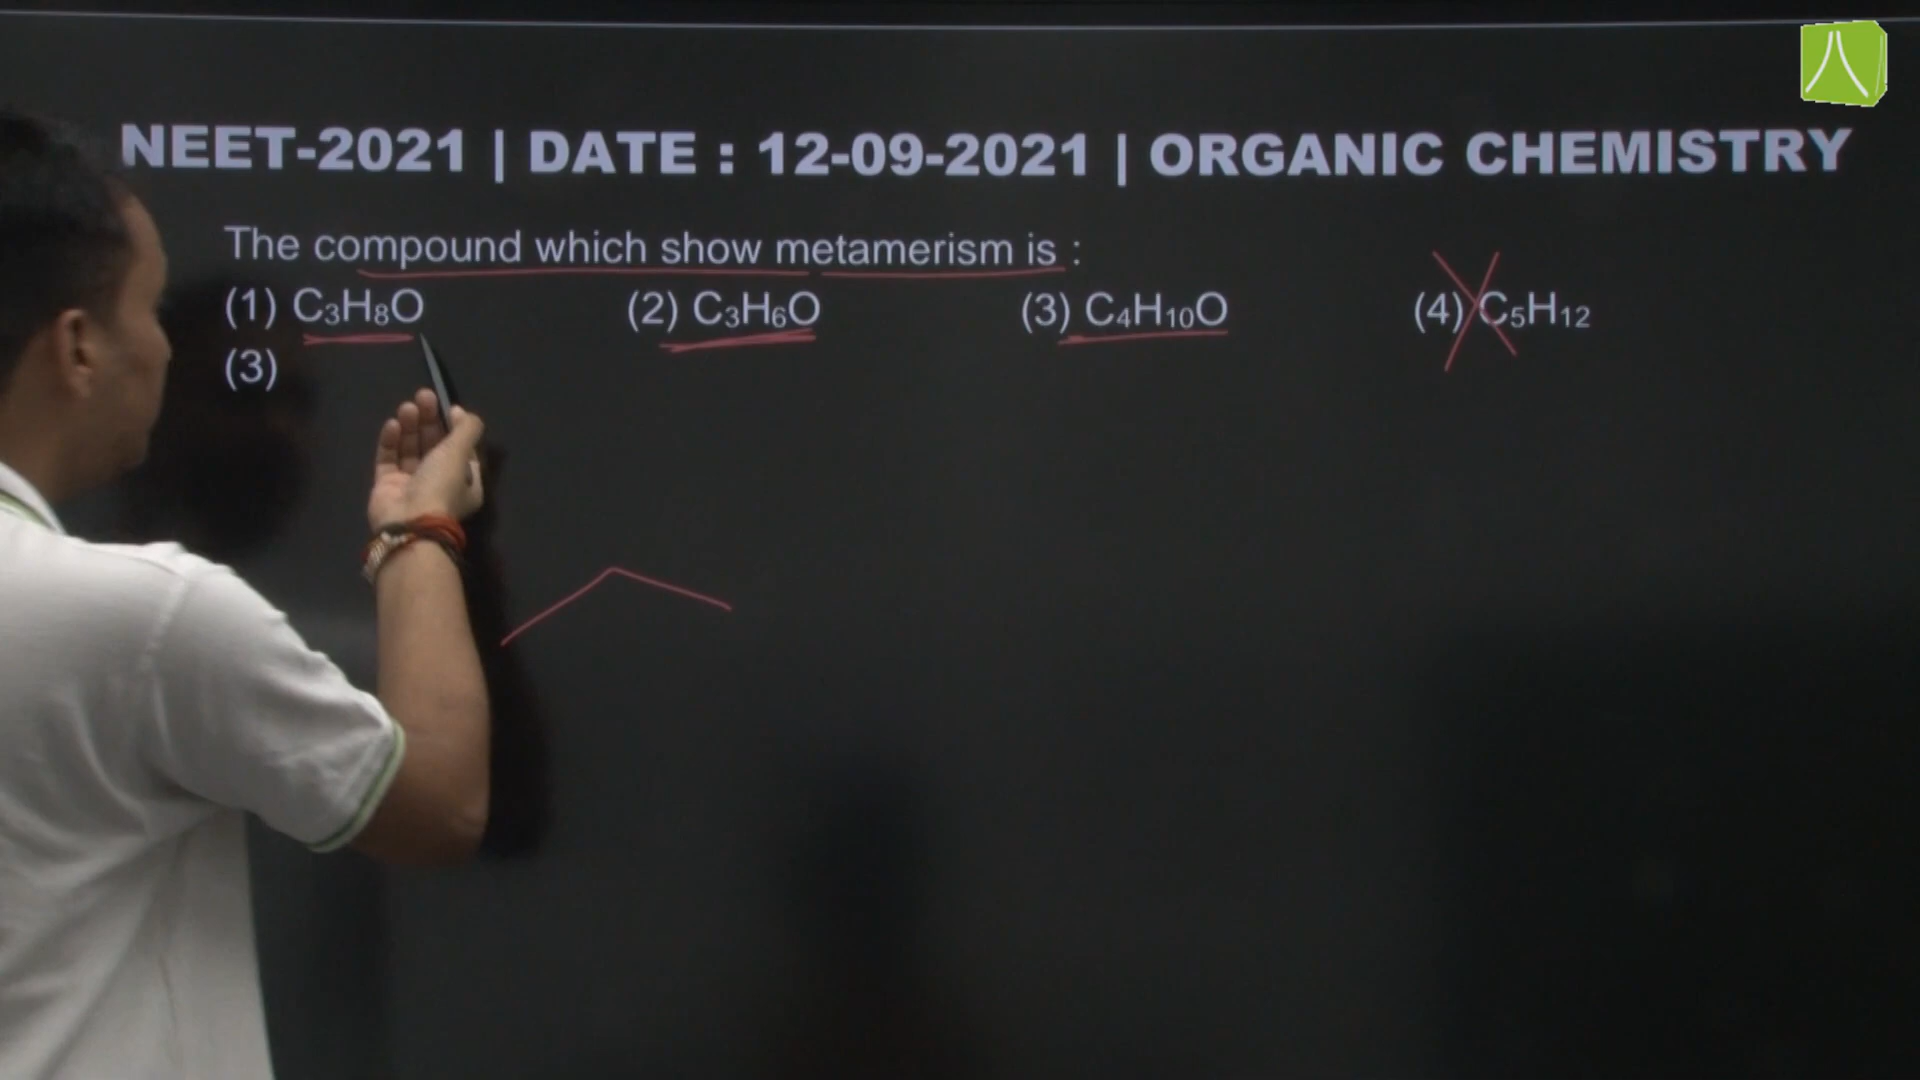 NEET-2021 | DATE : 12-09-2021 | ORGANIC CHEMISTRY
The compound which show metamerism is :
(1) C₃H₈O (2) C₃H₆O (3) C₄H₁₀O (4) C₅H₁₂
(3)